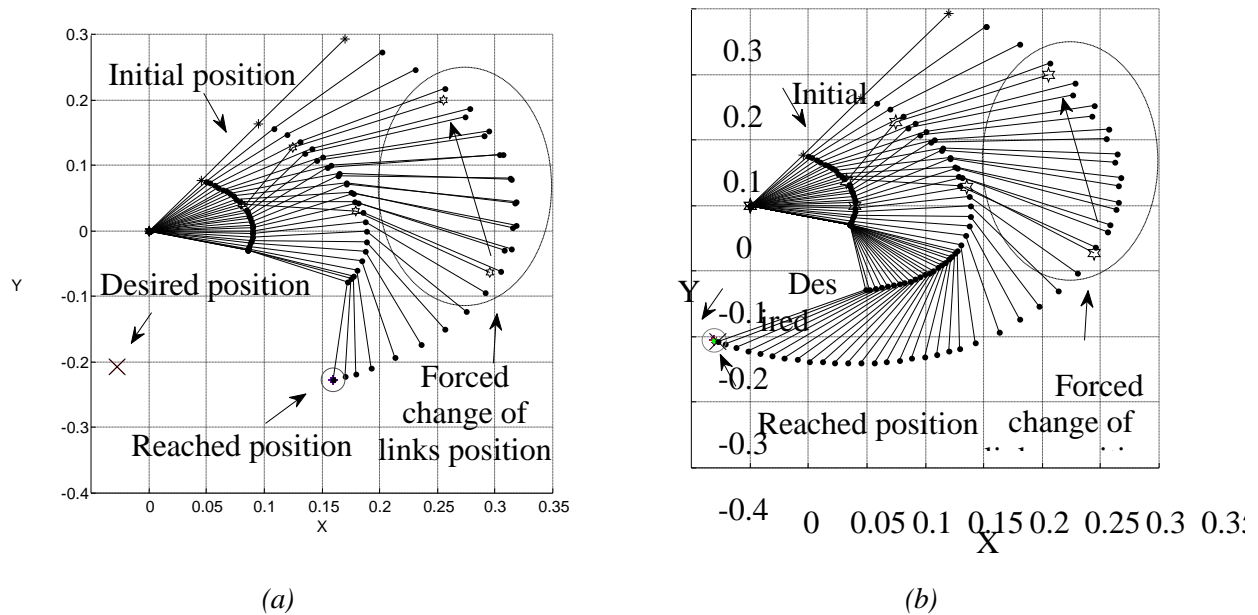 0.3
Initial position
0.2
0.1
0
Desired position
Y
-0.1
-0.2
Forced
change of
links position
Reached position
-0.3
-0.4
0 0.05 0.1 0.15 0.2 0.25 0.3 0.35
X
(a)
0.3
Initial
0.2
0.1
0
Des
ired
Y
-0.1
-0.2
Forced
change of
Reached position
-0.3
-0.4
0 0.05 0.1 0.15 0.2 0.25 0.3
X
(b)